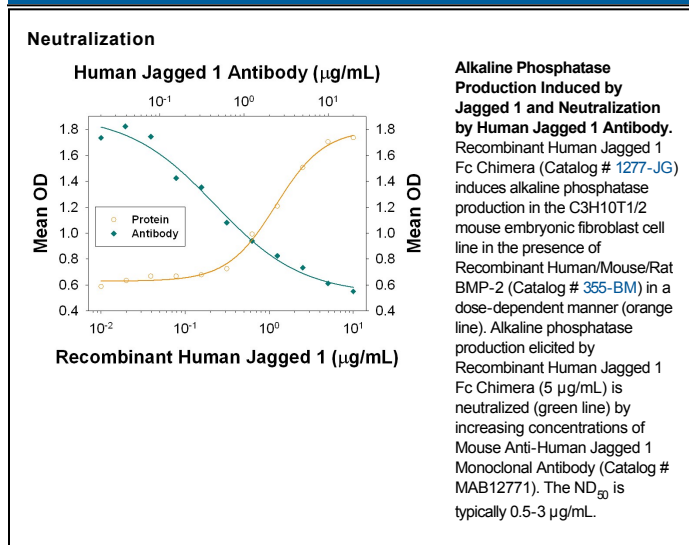 Neutralization
Human Jagged 1 Antibody (µg/mL)
10⁻¹ 10⁰ 10¹
1.8 1.8
1.6 1.6
1.4 1.4
1.2 1.2
1.0 1.0
0.8 0.8
0.6 0.6
0.4 0.4
Mean OD
Mean OD
Protein
Antibody
10⁻² 10⁻¹ 10⁰ 10¹
Recombinant Human Jagged 1 (µg/mL)
Alkaline Phosphatase
Production Induced by
Jagged 1 and Neutralization
by Human Jagged 1 Antibody.
Recombinant Human Jagged 1
Fc Chimera (Catalog # 1277-JG)
induces alkaline phosphatase
production in the C3H10T1/2
mouse embryonic fibroblast cell
line in the presence of
Recombinant Human/Mouse/Rat
BMP-2 (Catalog # 355-BM) in a
dose-dependent manner (orange
line). Alkaline phosphatase
production elicited by
Recombinant Human Jagged 1
Fc Chimera (5 µg/mL) is
neutralized (green line) by
increasing concentrations of
Mouse Anti-Human Jagged 1
Monoclonal Antibody (Catalog #
MAB12771). The ND₅₀ is
typically 0.5-3 µg/mL.